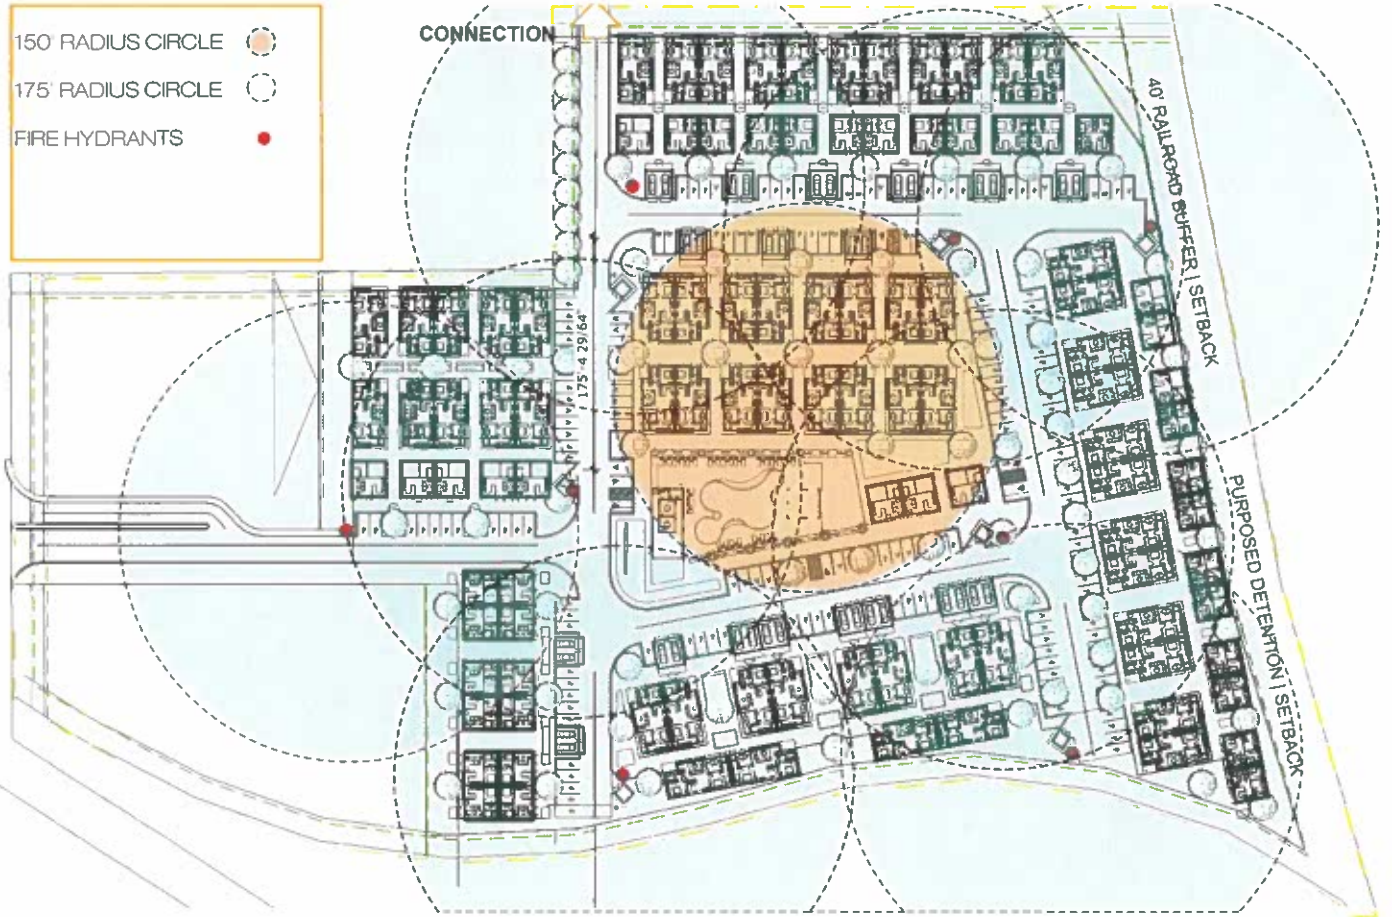 150' RADIUS CIRCLE
175' RADIUS CIRCLE
FIRE HYDRANTS
CONNECTION
40' RAILROAD BUFFER | SETBACK
175'-4 29/64"
PURPOSED DETENTION | SETBACK